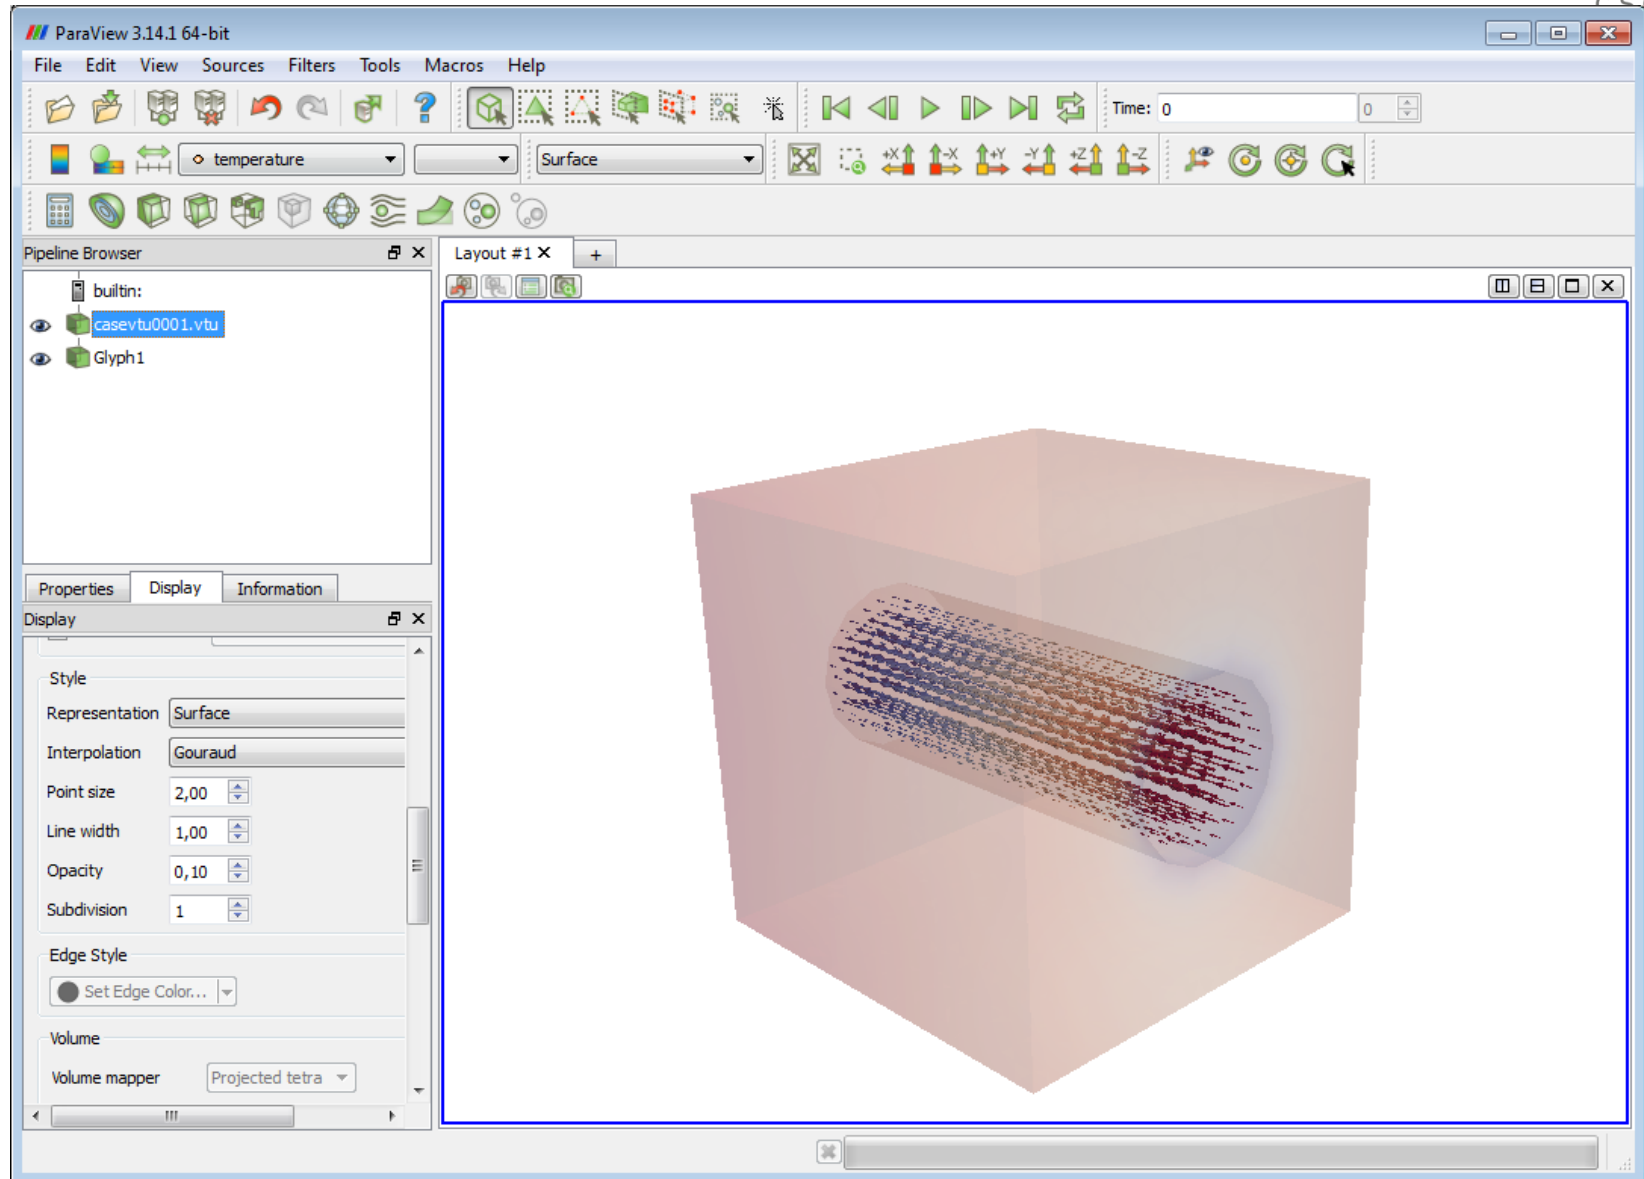 ParaView 3.14.1 64-bit
File Edit View Sources Filters Tools Macros Help
Time: 0 0
temperature Surface +X -X +Y -Y +Z -Z
Pipeline Browser
Layout #1 +
builtin:
casevtu0001.vtu
Glyph1
Properties Display Information
Display
Style
Representation Surface
Interpolation Gouraud
Point size 2,00
Line width 1,00
Opacity 0,10
Subdivision 1
Edge Style
Set Edge Color...
Volume
Volume mapper Projected tetra